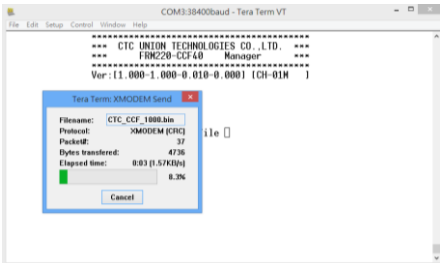 COM3:38400baud - Tera Term VT
File Edit Setup Control Window Help
*** CTC UNION TECHNOLOGIES CO.,LTD. ***
*** FRM220-CCF40 Manager ***
Ver:[1.000-1.000-0.010-0.000] [CH-01M ]
Tera Term: XMODEM Send
Filename: CTC_CCF_1000.bin
Protocol: XMODEM (CRC)
Packet#: 37
Bytes transfered: 4736
Elapsed time: 0:03 (1.57KB/s)
8.3%
Cancel
ile